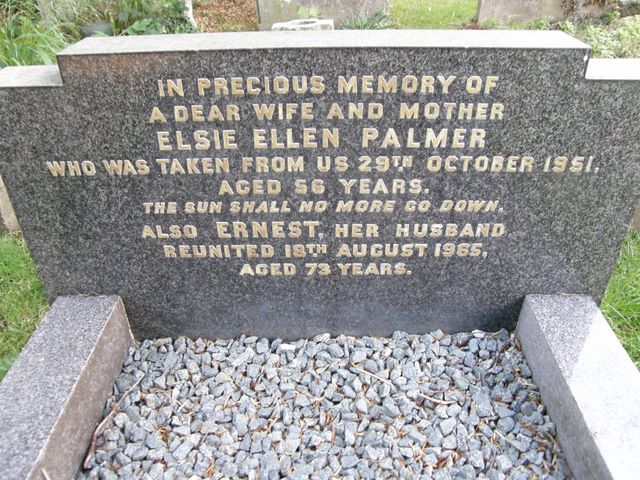 IN PRECIOUS MEMORY OF
A DEAR WIFE AND MOTHER
ELSIE ELLEN PALMER
WHO WAS TAKEN FROM US 29TH OCTOBER 1951,
AGED 56 YEARS.
THE SUN SHALL NO MORE GO DOWN.
ALSO ERNEST, HER HUSBAND
REUNITED 18TH AUGUST 1965,
AGED 73 YEARS.